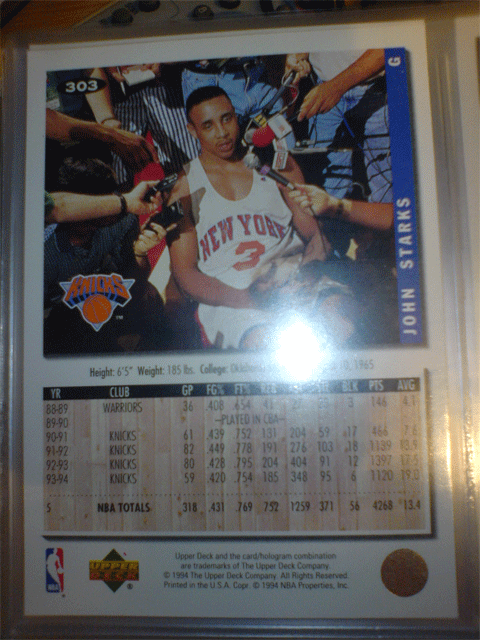 303
G
JOHN STARKS
NEW YORK
3
KNICKS
TM
Height: 6'5" Weight: 185 lbs. College: 1965
YR CLUB GP FG% FT% REB BLK PTS AVG
88-89 WARRIORS 36 .408 .654 41 27 23 3 146 4.1
89-90 —PLAYED IN CBA—
90-91 KNICKS 61 .439 .752 131 204 59 17 466 7.6
91-92 KNICKS 82 .449 .778 191 276 103 18 1139 13.9
92-93 KNICKS 80 .428 .795 204 404 91 12 1397 17.5
93-94 KNICKS 59 .420 .754 185 348 95 6 1120 19.0
5 NBA TOTALS 318 .431 .769 752 1259 371 56 4268 13.4
NBA
UPPER DECK
®
Upper Deck and the card/hologram combination
are trademarks of The Upper Deck Company.
© 1994 The Upper Deck Company. All Rights Reserved.
Printed in the U.S.A. Copr. © 1994 NBA Properties, Inc.